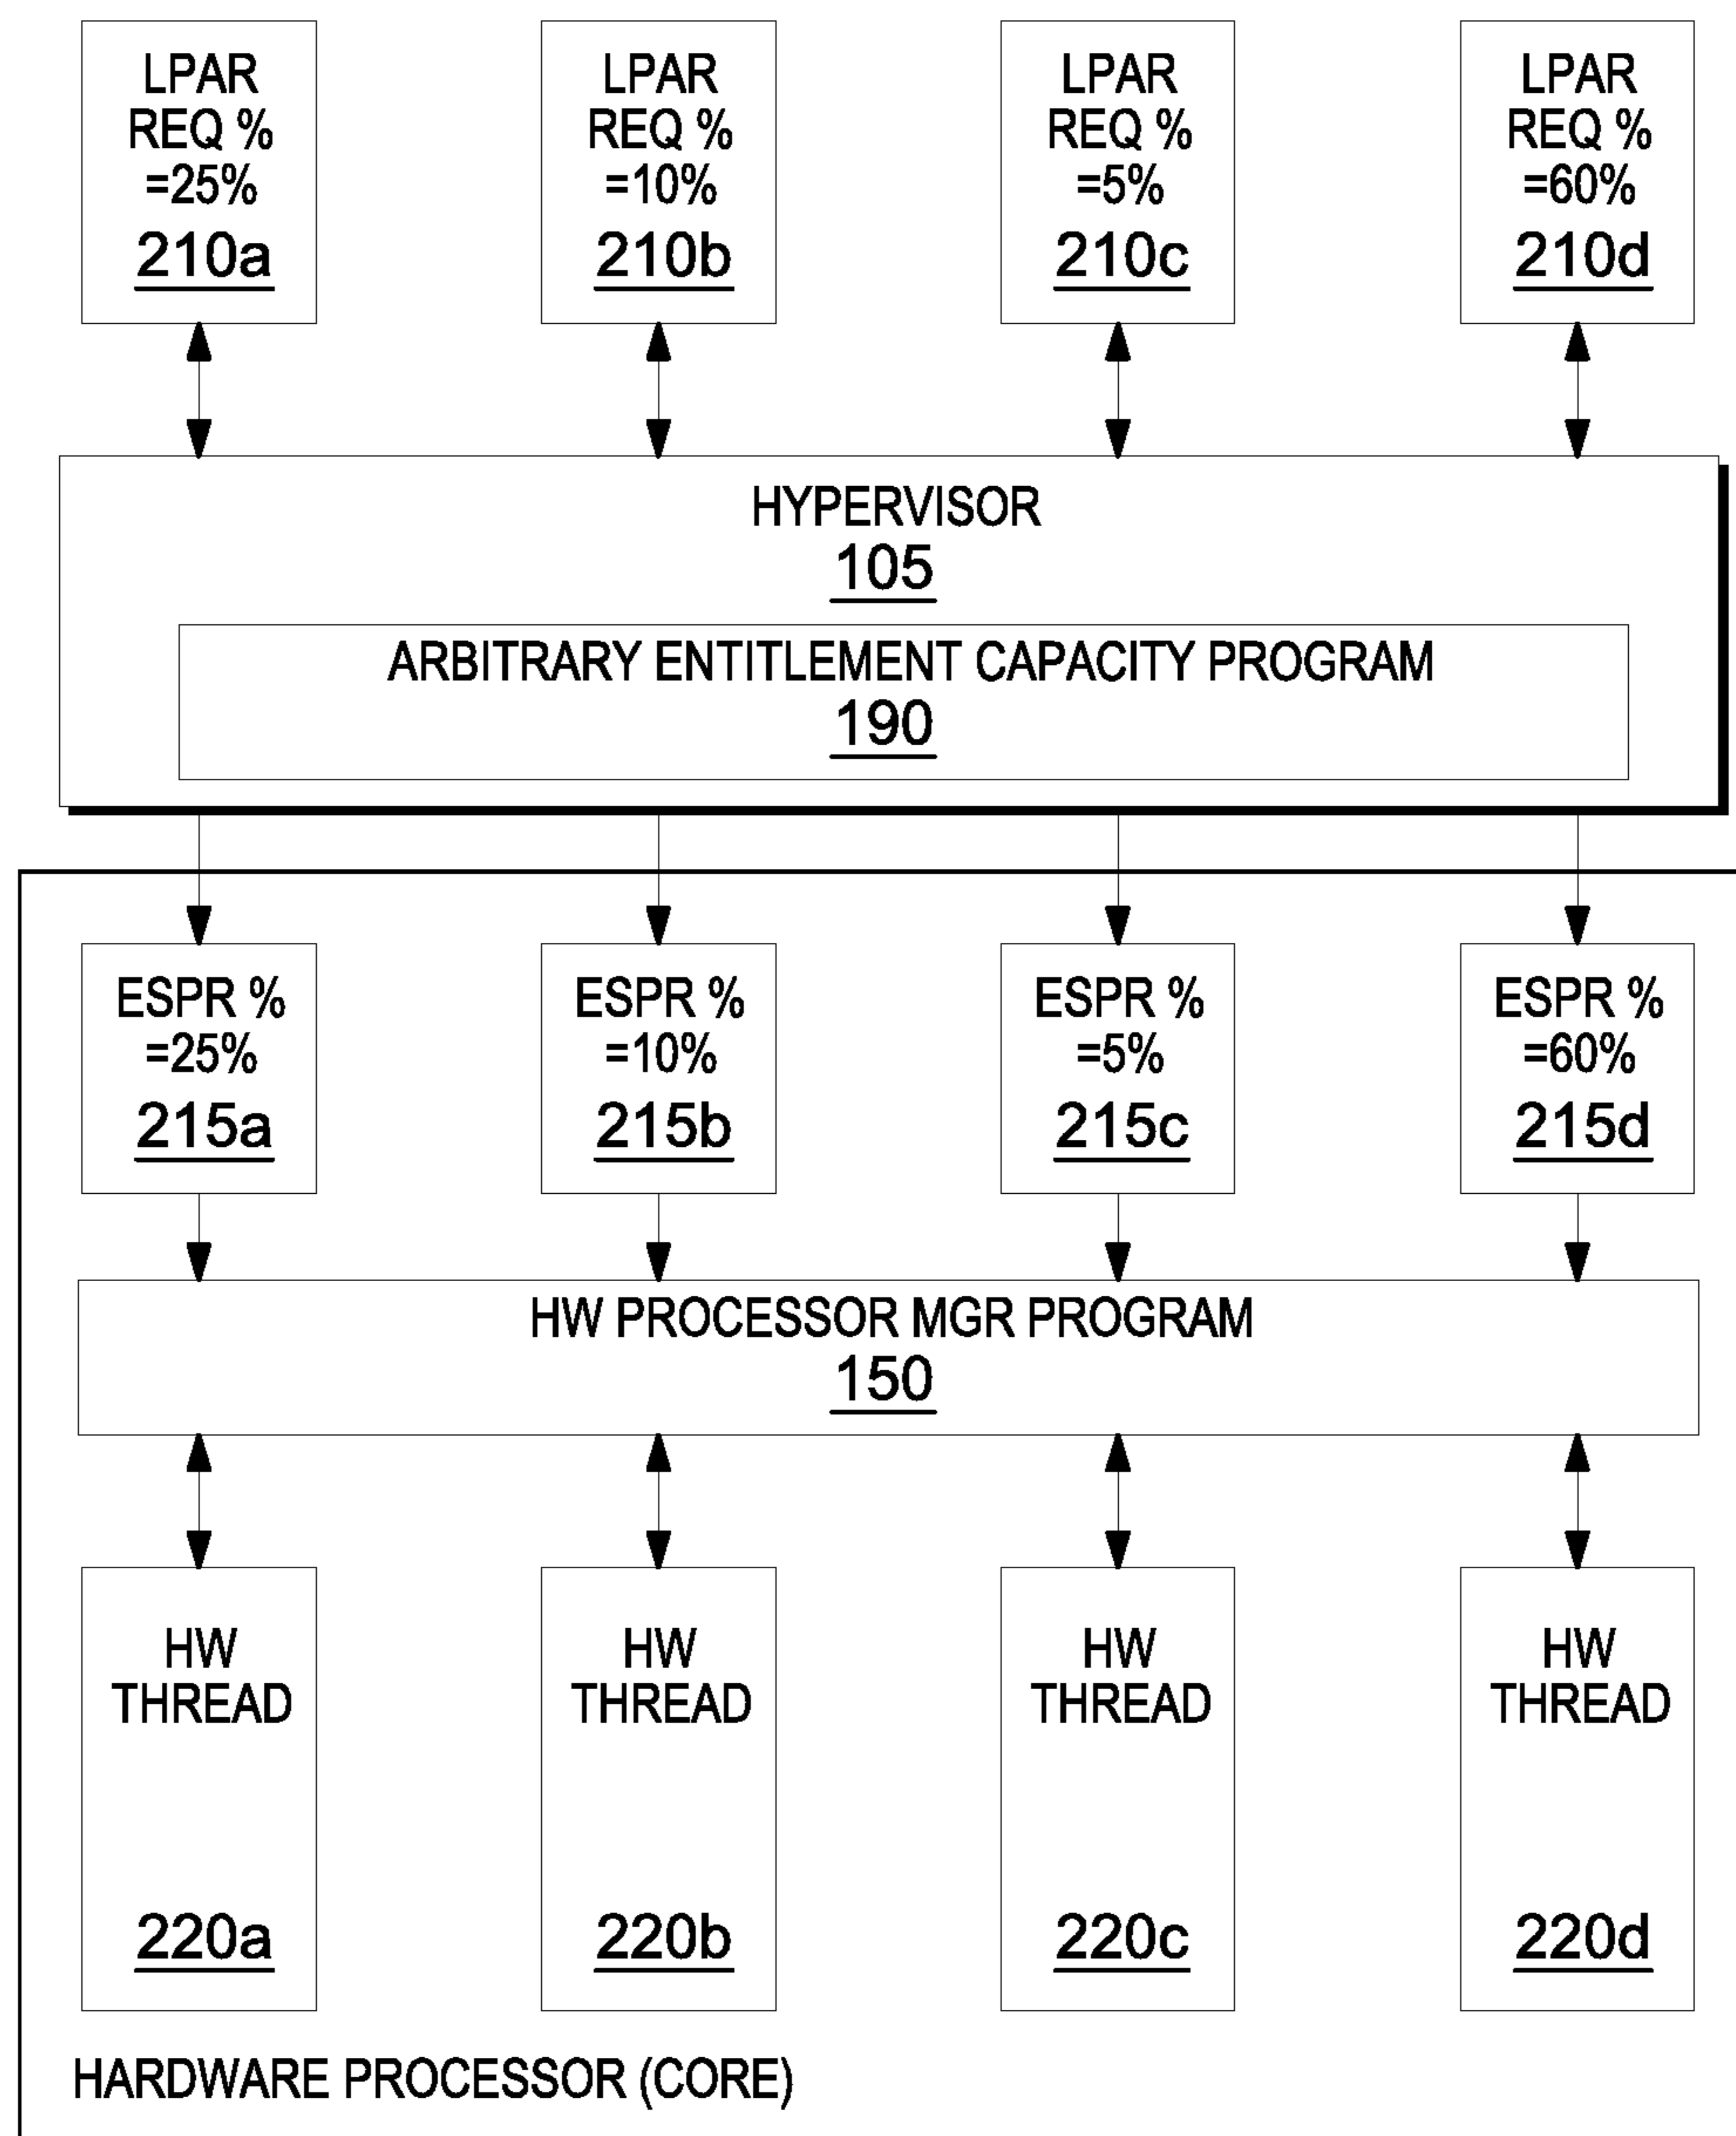 LPAR
REQ %
=25%
210a
LPAR
REQ %
=10%
210b
LPAR
REQ %
=5%
210c
LPAR
REQ %
=60%
210d
HYPERVISOR
105
ARBITRARY ENTITLEMENT CAPACITY PROGRAM
190
ESPR %
=25%
215a
ESPR %
=10%
215b
ESPR %
=5%
215c
ESPR %
=60%
215d
HW PROCESSOR MGR PROGRAM
150
HW
THREAD
220a
HW
THREAD
220b
HW
THREAD
220c
HW
THREAD
220d
HARDWARE PROCESSOR (CORE)